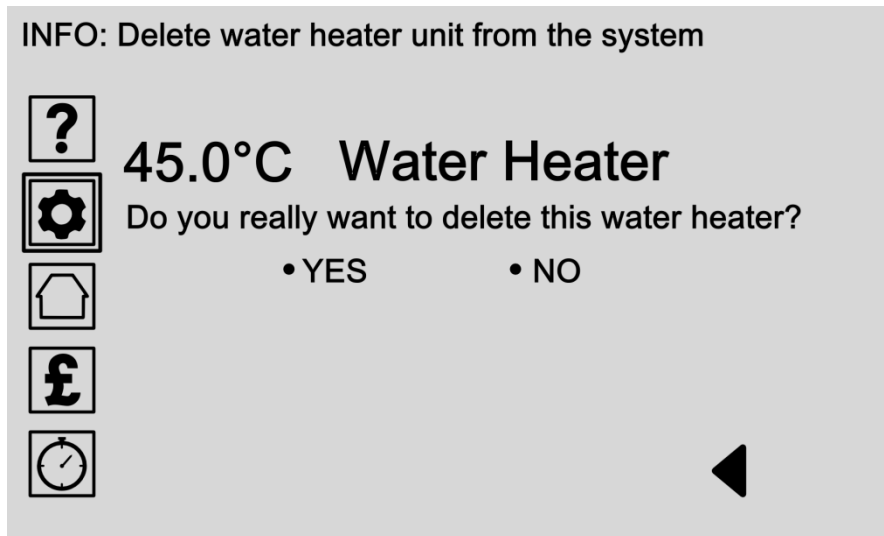 INFO: Delete water heater unit from the system
?
45.0°C Water Heater
Do you really want to delete this water heater?
• YES • NO
£